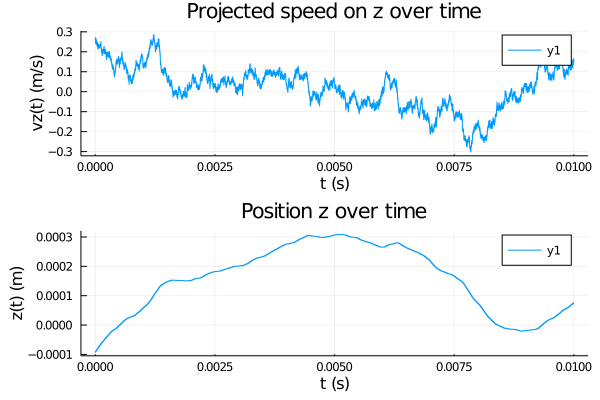 Projected speed on z over time
0.3
0.2
0.1
0.0
−0.1
−0.2
−0.3
vz(t) (m/s)
y1
0.0000 0.0025 0.0050 0.0075 0.0100
t (s)
Position z over time
0.0003
0.0002
0.0001
0.0000
−0.0001
z(t) (m)
y1
0.0000 0.0025 0.0050 0.0075 0.0100
t (s)